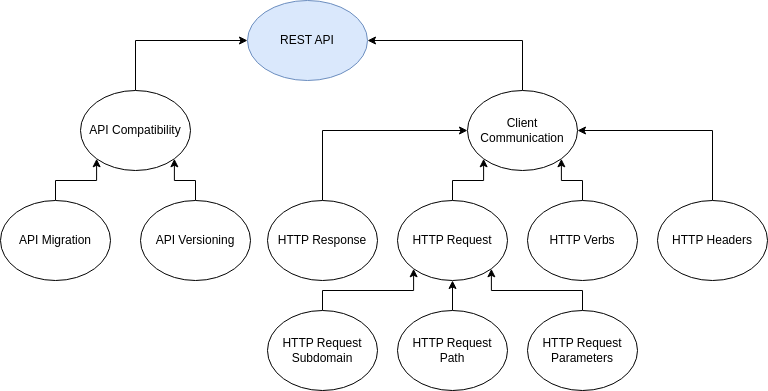 REST API
API Compatibility
Client
Communication
API Migration
API Versioning
HTTP Response
HTTP Request
HTTP Verbs
HTTP Headers
HTTP Request
Subdomain
HTTP Request
Path
HTTP Request
Parameters